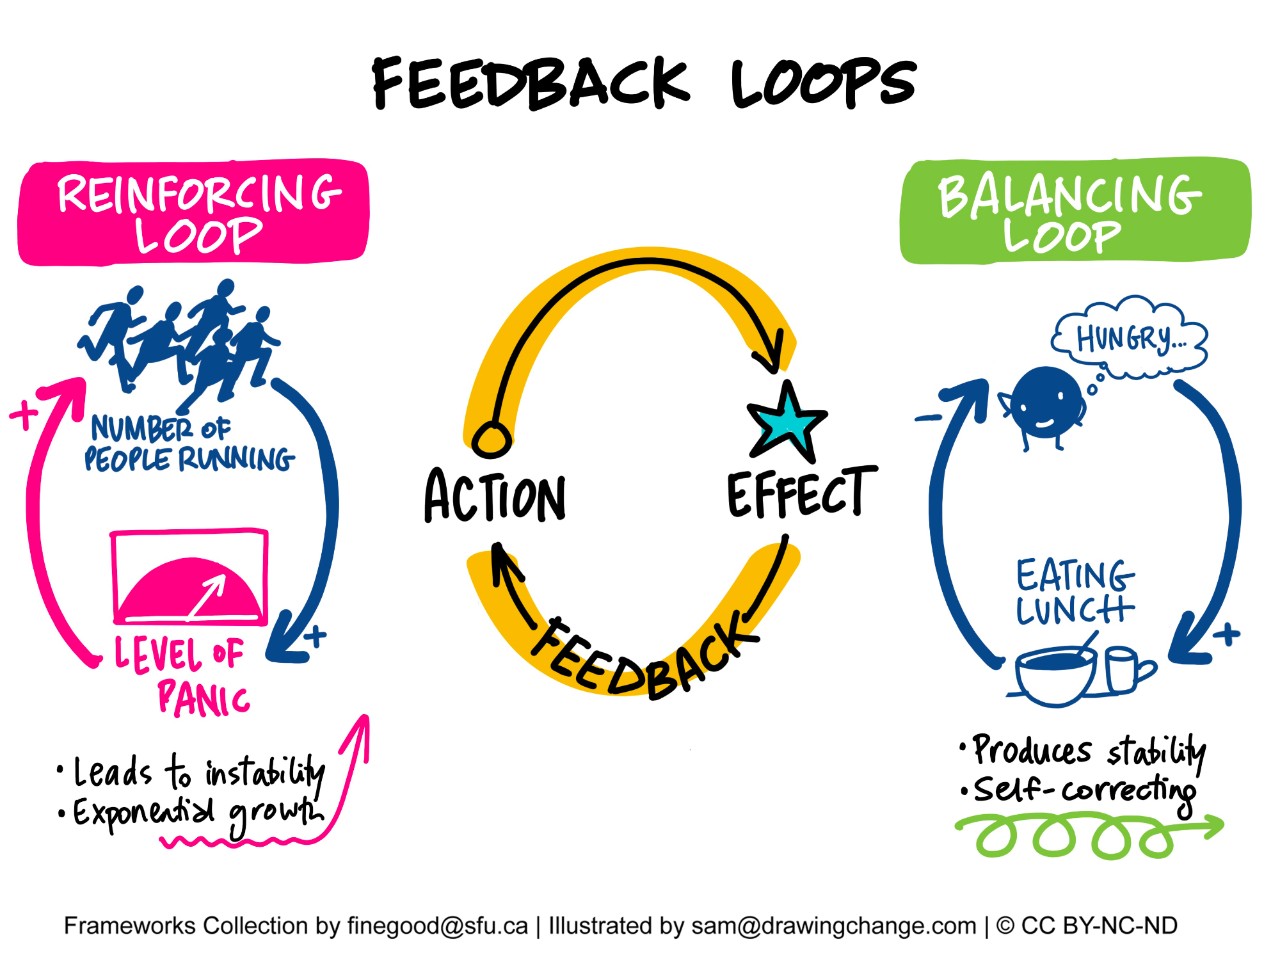 FEEDBACK LOOPS
REINFORCING
LOOP
NUMBER OF
PEOPLE RUNNING
+
+
LEVEL OF
PANIC
• Leads to instability
• Exponential growth
ACTION
EFFECT
FEEDBACK
BALANCING
LOOP
HUNGRY...
-
EATING
LUNCH
+
• Produces stability
• Self-correcting
Frameworks Collection by finegood@sfu.ca | Illustrated by sam@drawingchange.com | © CC BY-NC-ND